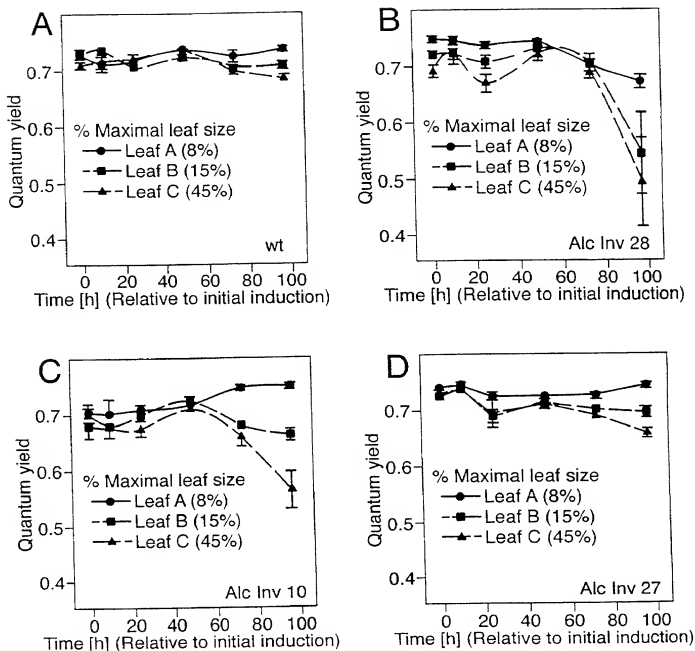 A
Quantum yield
0.7
0.6
0.5
0.4
% Maximal leaf size
Leaf A (8%)
Leaf B (15%)
Leaf C (45%)
wt
0 20 40 60 80 100
Time [h] (Relative to initial induction)
B
Quantum yield
0.7
0.6
0.5
0.4
% Maximal leaf size
Leaf A (8%)
Leaf B (15%)
Leaf C (45%)
Alc Inv 28
0 20 40 60 80 100
Time [h] (Relative to initial induction)
C
Quantum yield
0.7
0.6
0.5
0.4
% Maximal leaf size
Leaf A (8%)
Leaf B (15%)
Leaf C (45%)
Alc Inv 10
0 20 40 60 80 100
Time [h] (Relative to initial induction)
D
Quantum yield
0.7
0.6
0.5
0.4
% Maximal leaf size
Leaf A (8%)
Leaf B (15%)
Leaf C (45%)
Alc Inv 27
0 20 40 60 80 100
Time [h] (Relative to initial induction)